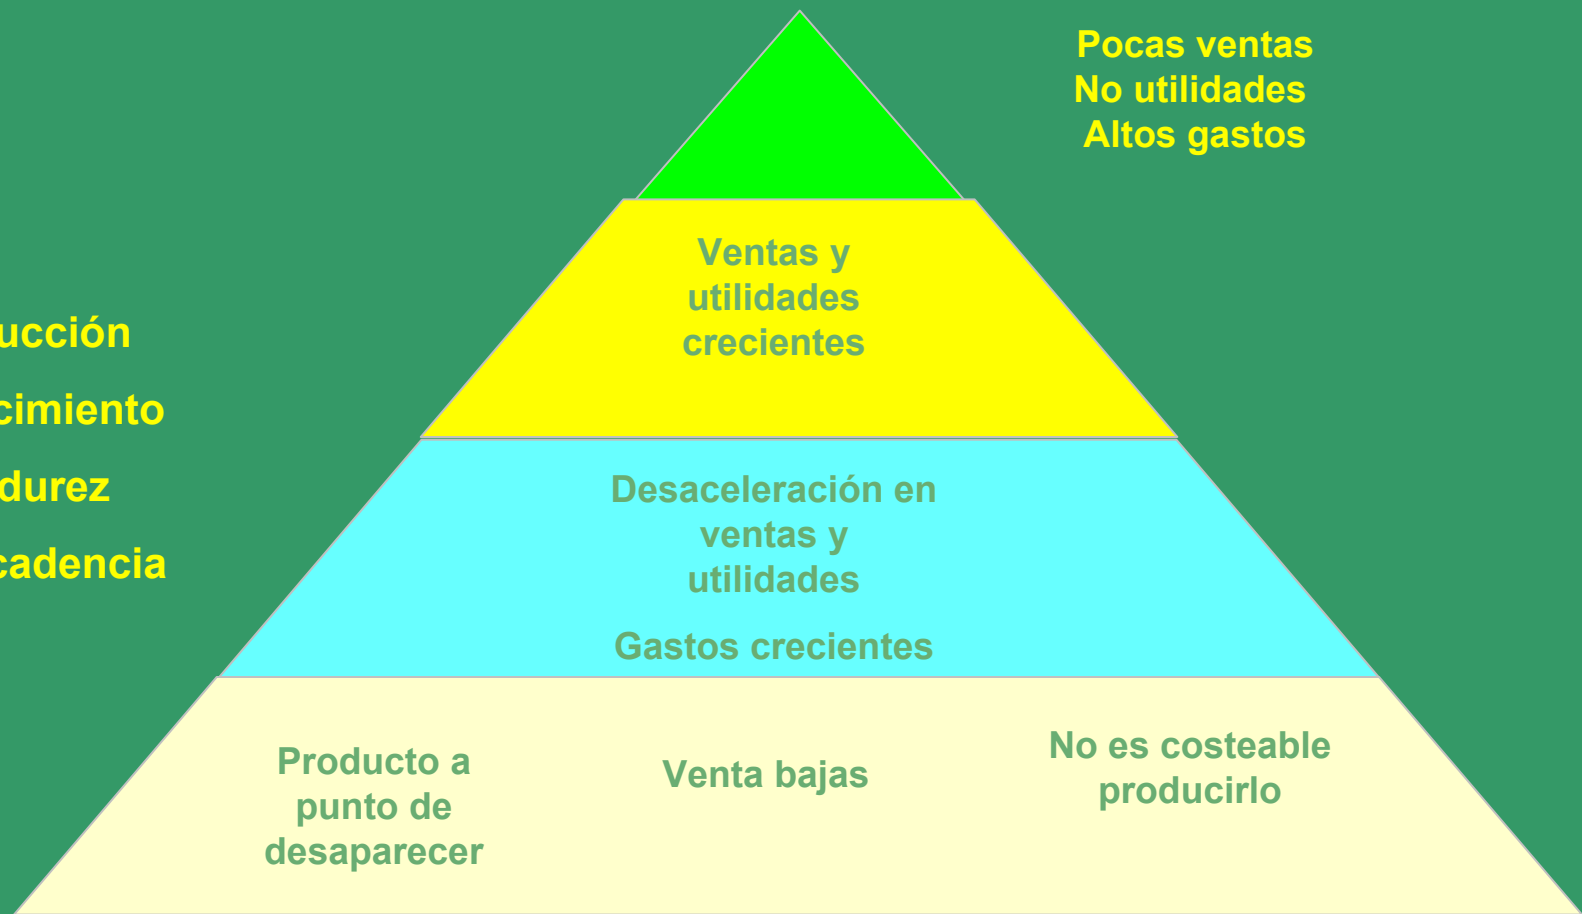 Pocas ventas
No utilidades
Altos gastos
Ventas y
utilidades
crecientes
ucción
cimiento
durez
cadencia
Desaceleración en
ventas y
utilidades
Gastos crecientes
Producto a
punto de
desaparecer
Venta bajas
No es costeable
producirlo